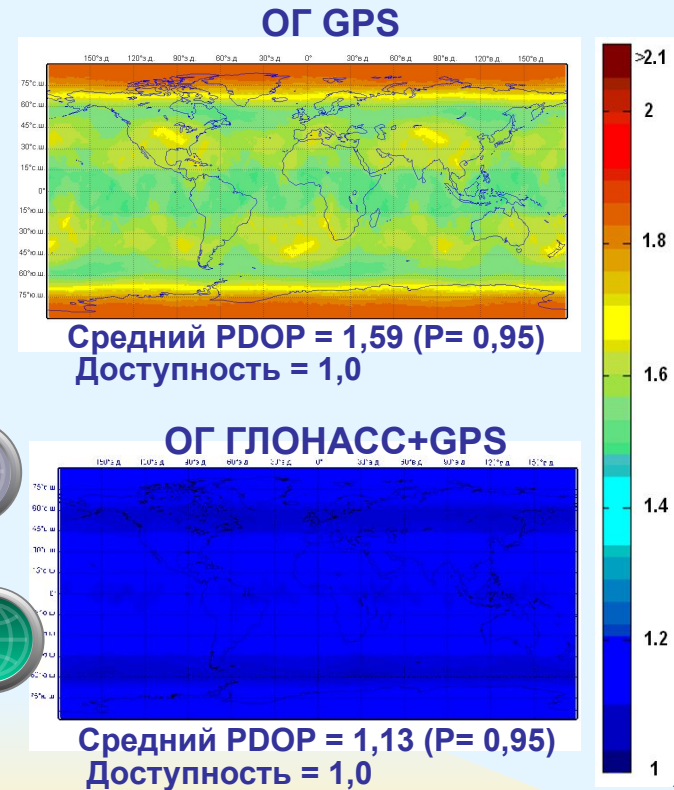 ОГ GPS
150°з.д. 120°з.д. 90°з.д. 60°з.д. 30°з.д. 0° 30°в.д. 60°в.д. 90°в.д. 120°в.д. 150°в.д.
75°с.ш.
60°с.ш.
45°с.ш.
30°с.ш.
15°с.ш.
0°
15°ю.ш.
30°ю.ш.
45°ю.ш.
60°ю.ш.
75°ю.ш.
Средний PDOP = 1,59 (P= 0,95)
Доступность = 1,0
ОГ ГЛОНАСС+GPS
Средний PDOP = 1,13 (P= 0,95)
Доступность = 1,0
>2.1
2
1.8
1.6
1.4
1.2
1